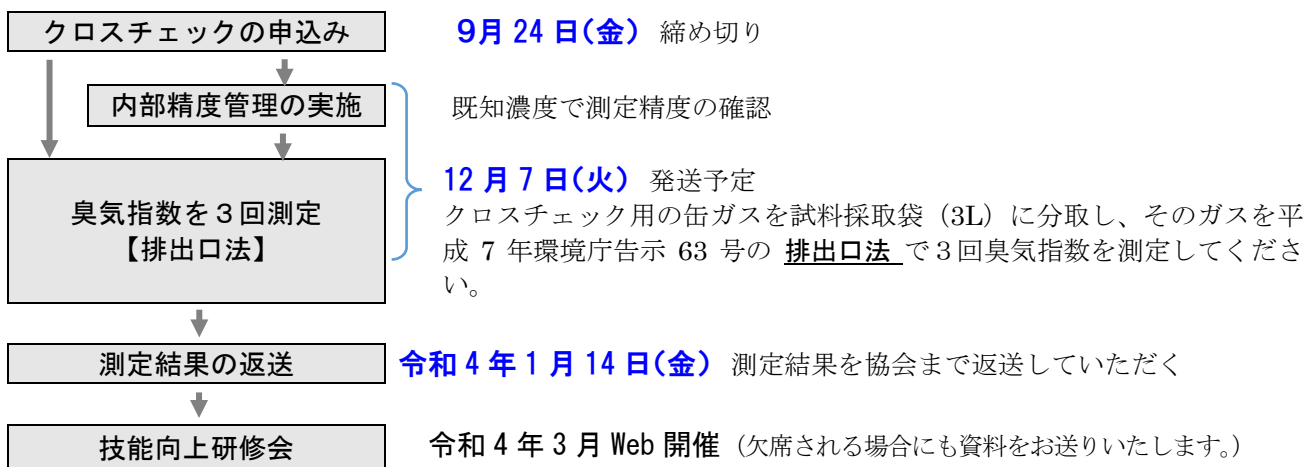 クロスチェックの申込み
9月 24 日(金) 締め切り
内部精度管理の実施
既知濃度で測定精度の確認
臭気指数を3回測定
【排出口法】
12 月 7 日(火) 発送予定
クロスチェック用の缶ガスを試料採取袋（3L）に分取し、そのガスを平
成 7 年環境庁告示 63 号の 排出口法 で3回臭気指数を測定してくださ
い。
測定結果の返送
令和 4 年 1 月 14 日(金) 測定結果を協会まで返送していただく
技能向上研修会
令和 4 年 3 月 Web 開催（欠席される場合にも資料をお送りいたします。）